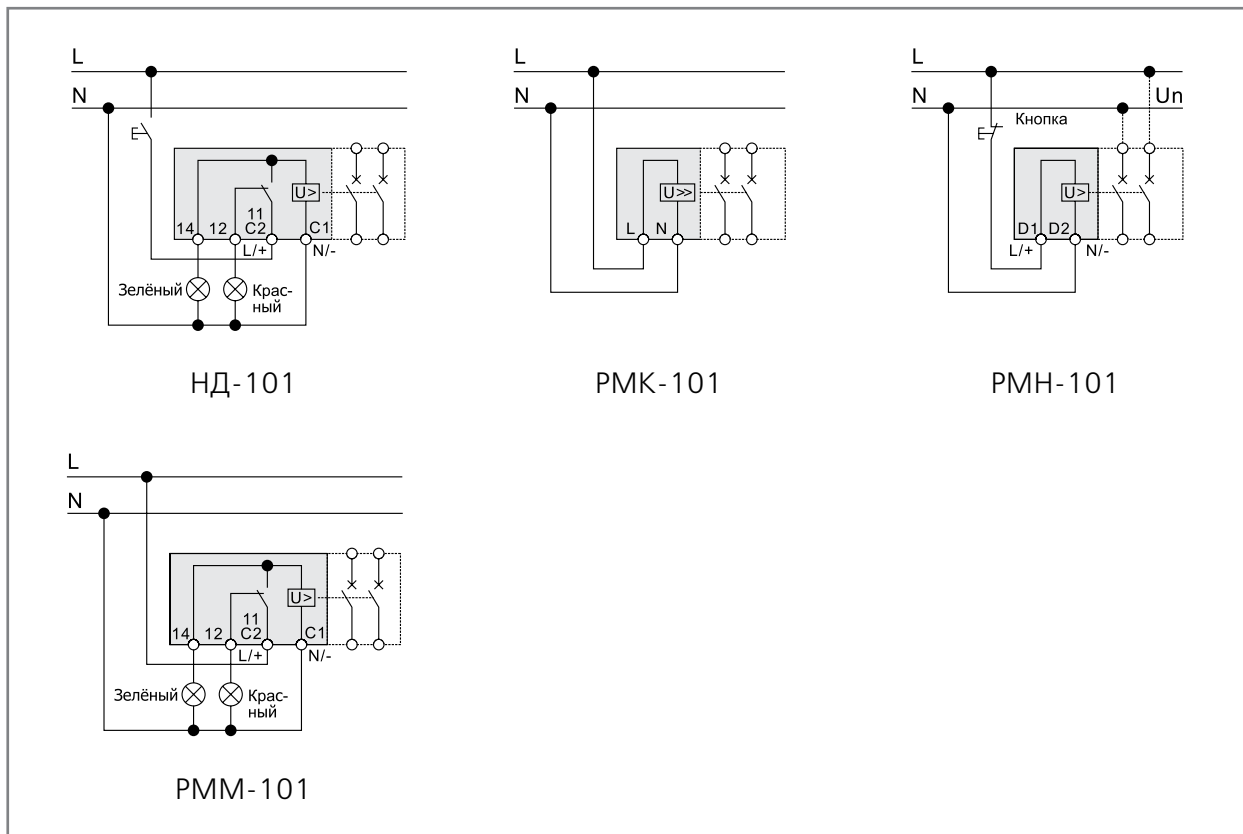 L
N
U>
11
14
12
C2
C1
L/+
N/-
Зелёный
Крас-
ный
НД-101
L
N
U>>
L
N
РМК-101
L
N
Un
Кнопка
U>
D1
D2
L/+
N/-
РМН-101
L
N
U>
11
14
12
C2
C1
L/+
N/-
Зелёный
Крас-
ный
РММ-101